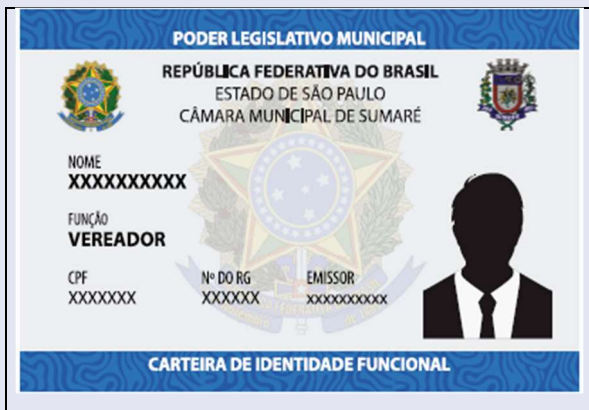 PODER LEGISLATIVO MUNICIPAL
REPÚBLICA FEDERATIVA DO BRASIL
ESTADO DE SÃO PAULO
CÂMARA MUNICIPAL DE SUMARÉ
NOME
XXXXXXXXXX
FUNÇÃO
VEREADOR
CPF Nº DO RG EMISSOR
XXXXXXX XXXXXX XXXXXXXXXX
CARTEIRA DE IDENTIDADE FUNCIONAL